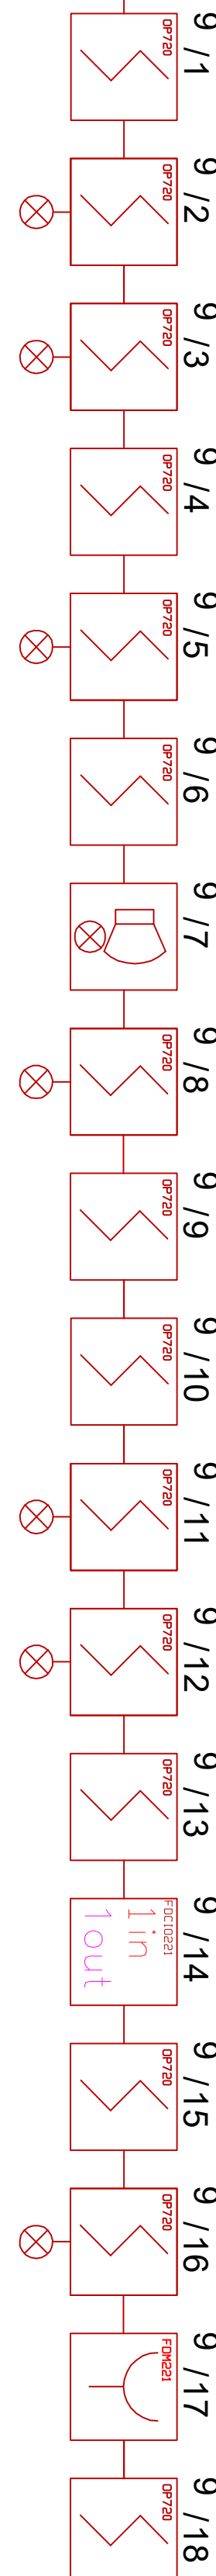 9 /1
OP720
9 /2
OP720
9 /3
OP720
9 /4
OP720
9 /5
OP720
9 /6
OP720
9 /7
9 /8
OP720
9 /9
OP720
9 /10
OP720
9 /11
OP720
9 /12
OP720
9 /13
OP720
9 /14
FDCIO221
1 in
1 out
9 /15
OP720
9 /16
OP720
9 /17
FDM221
9 /18
OP720